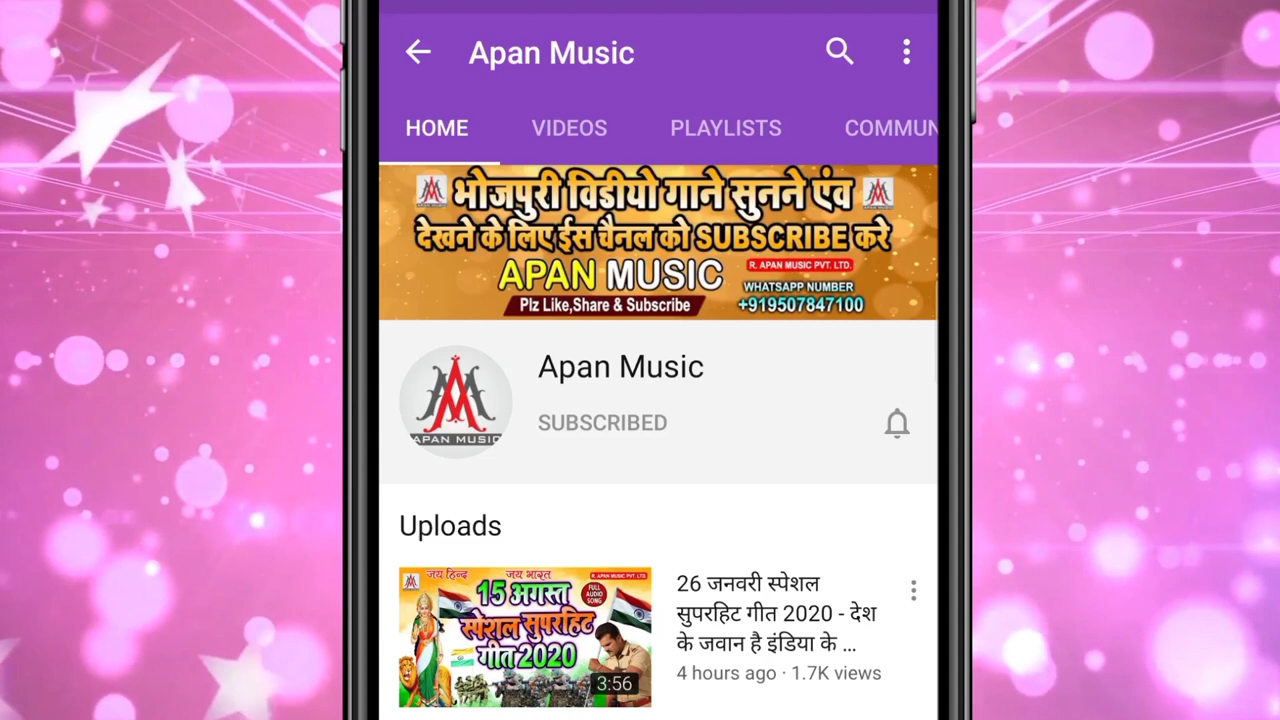 Apan Music
HOME VIDEOS PLAYLISTS COMMUN
भोजपुरी विडीयो गाने सुनने एंव
देखने के लिए ईस चैनल को SUBSCRIBE करे
APAN MUSIC
R. APAN MUSIC PVT. LTD.
WHATSAPP NUMBER
Plz Like,Share & Subscribe
+919507847100
Apan Music
SUBSCRIBED
APAN MUSIC
Uploads
जय हिन्द जय भारत
R. APAN MUSIC PVT. LTD
15 अगस्त
FULL
AUDIO
SONG
स्पेशल सुपरहिट
गीत 2020
3:56
26 जनवरी स्पेशल
सुपरहिट गीत 2020 - देश
के जवान है इंडिया के ...
4 hours ago · 1.7K views